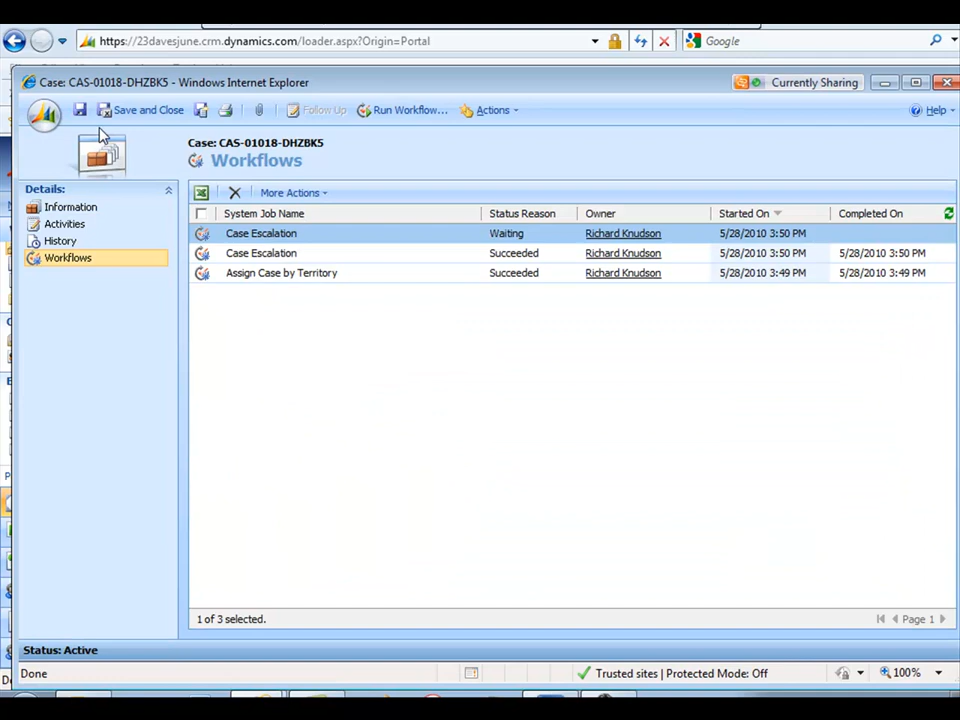 https://23davesjune.crm.dynamics.com/loader.aspx?Origin=Portal
Google
Case: CAS-01018-DHZBK5 - Windows Internet Explorer
Currently Sharing
Save and Close
Follow Up
Run Workflow...
Actions
Help
Case: CAS-01018-DHZBK5
Workflows
Details:
Information
Activities
History
Workflows
More Actions
System Job Name Status Reason Owner Started On Completed On
Case Escalation Waiting Richard Knudson 5/28/2010 3:50 PM
Case Escalation Succeeded Richard Knudson 5/28/2010 3:50 PM 5/28/2010 3:50 PM
Assign Case by Territory Succeeded Richard Knudson 5/28/2010 3:49 PM 5/28/2010 3:49 PM
1 of 3 selected.
Page 1
Status: Active
Done
Trusted sites | Protected Mode: Off
100%